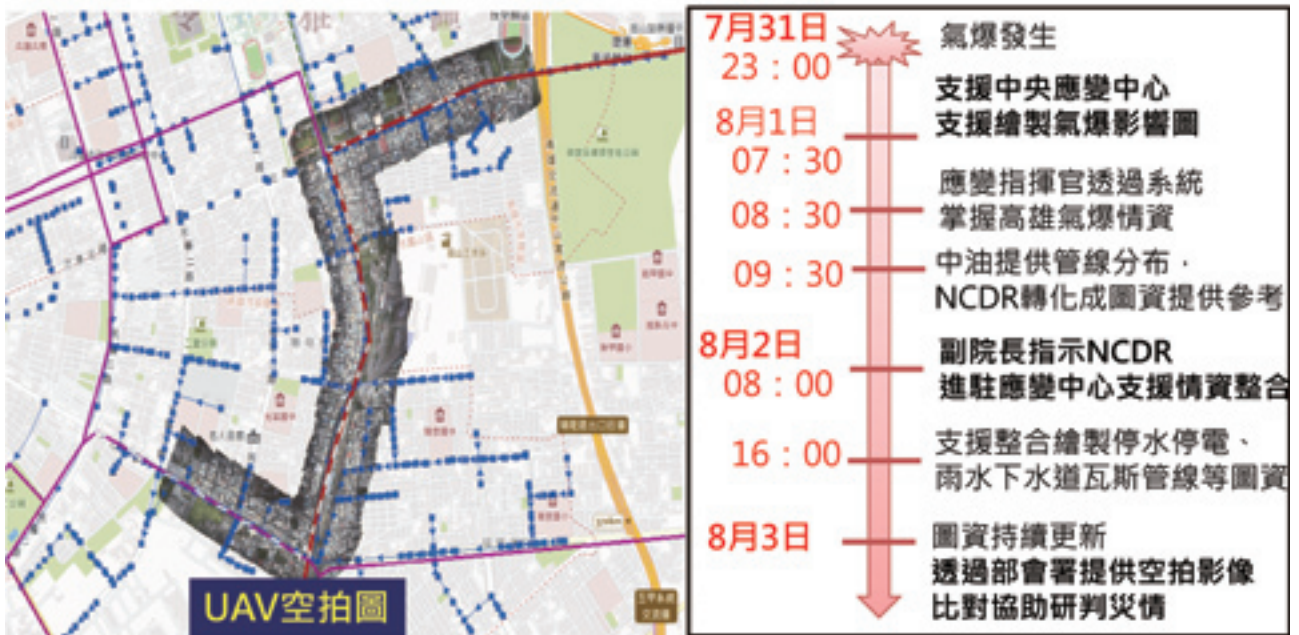 UAV空拍圖
7月31日
23：00
氣爆發生
支援中央應變中心
支援繪製氣爆影響圖
8月1日
07：30
08：30
應變指揮官透過系統
掌握高雄氣爆情資
09：30
中油提供管線分布，
NCDR轉化成圖資提供參考
8月2日
08：00
副院長指示NCDR
進駐應變中心支援情資整合
16：00
支援整合繪製停水停電、
雨水下水道瓦斯管線等圖資
8月3日
圖資持續更新
透過部會署提供空拍影像
比對協助研判災情